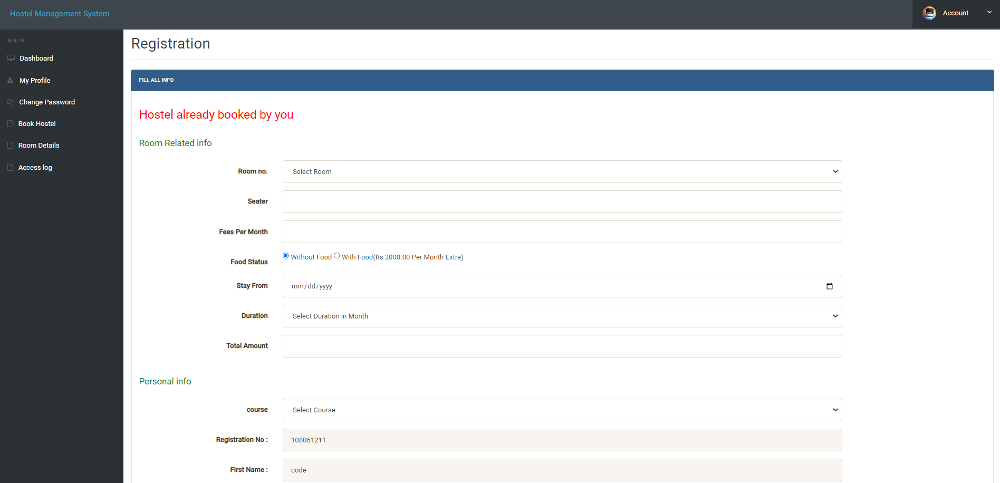 Hostel Management System
Account
MAIN
Dashboard
My Profile
Change Password
Book Hostel
Room Details
Access log
Registration
FILL ALL INFO
Hostel already booked by you
Room Related info
Room no.
Select Room
Seater
Fees Per Month
Food Status
Without Food With Food(Rs 2000.00 Per Month Extra)
Stay From
mm/dd/yyyy
Duration
Select Duration in Month
Total Amount
Personal info
course
Select Course
Registration No :
108061211
First Name :
code